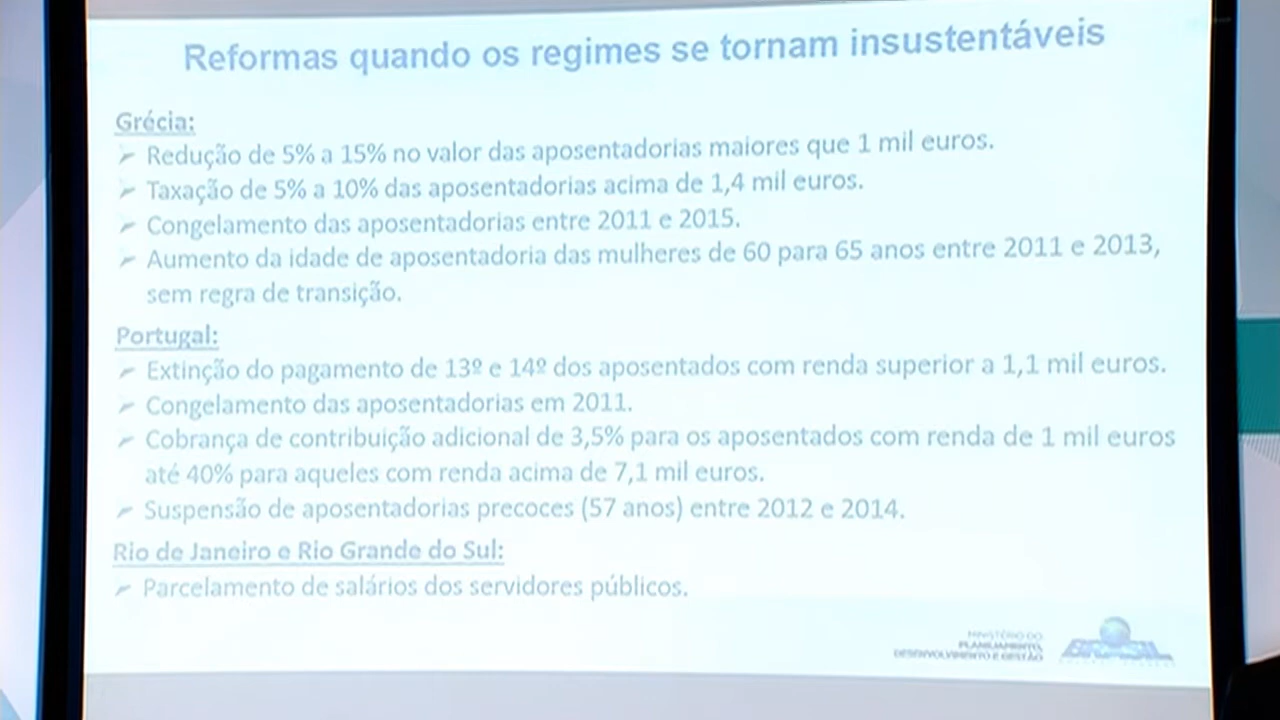 Reformas quando os regimes se tornam insustentáveis
Grécia:
➢ Redução de 5% a 15% no valor das aposentadorias maiores que 1 mil euros.
➢ Taxação de 5% a 10% das aposentadorias acima de 1,4 mil euros.
➢ Congelamento das aposentadorias entre 2011 e 2015.
➢ Aumento da idade de aposentadoria das mulheres de 60 para 65 anos entre 2011 e 2013,
sem regra de transição.
Portugal:
➢ Extinção do pagamento de 13º e 14º dos aposentados com renda superior a 1,1 mil euros.
➢ Congelamento das aposentadorias em 2011.
➢ Cobrança de contribuição adicional de 3,5% para os aposentados com renda de 1 mil euros
até 40% para aqueles com renda acima de 7,1 mil euros.
➢ Suspensão de aposentadorias precoces (57 anos) entre 2012 e 2014.
Rio de Janeiro e Rio Grande do Sul:
➢ Parcelamento de salários dos servidores públicos.
MINISTÉRIO DO
PLANEJAMENTO,
DESENVOLVIMENTO E GESTÃO